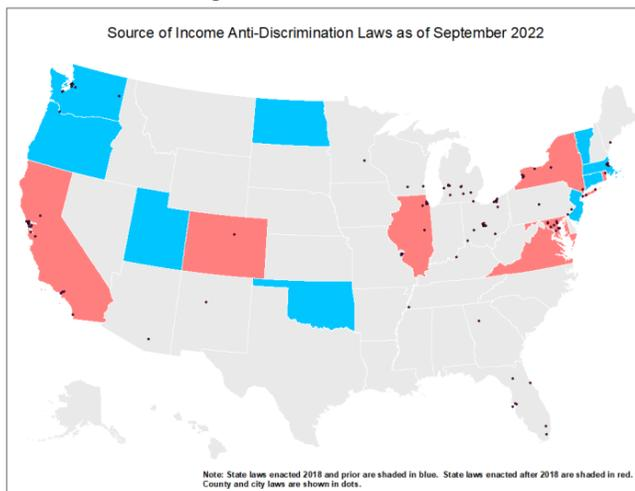 Source of Income Anti-Discrimination Laws as of September 2022
Note: State laws enacted 2018 and prior are shaded in blue. State laws enacted after 2018 are shaded in red.
County and city laws are shown in dots.